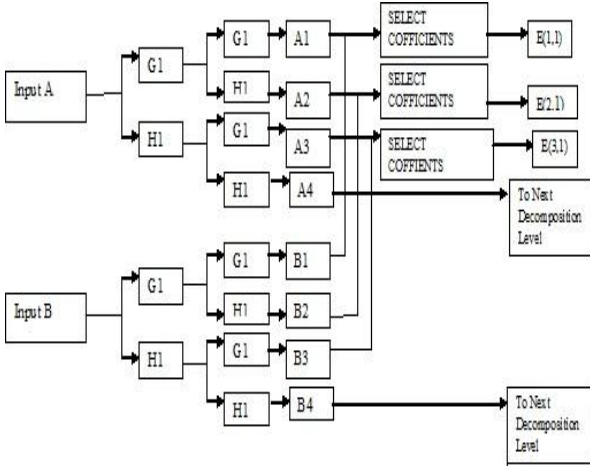 Input A
G1
H1
G1
H1
G1
H1
A1
A2
A3
A4
SELECT
COFFICIENTS
SELECT
COFFICIENTS
SELECT
COFFIENTS
E(1,1)
E(2,1)
E(3,1)
To Next
Decomposition
Level
Input B
G1
H1
G1
H1
G1
H1
B1
B2
B3
B4
To Next
Decomposition
Level